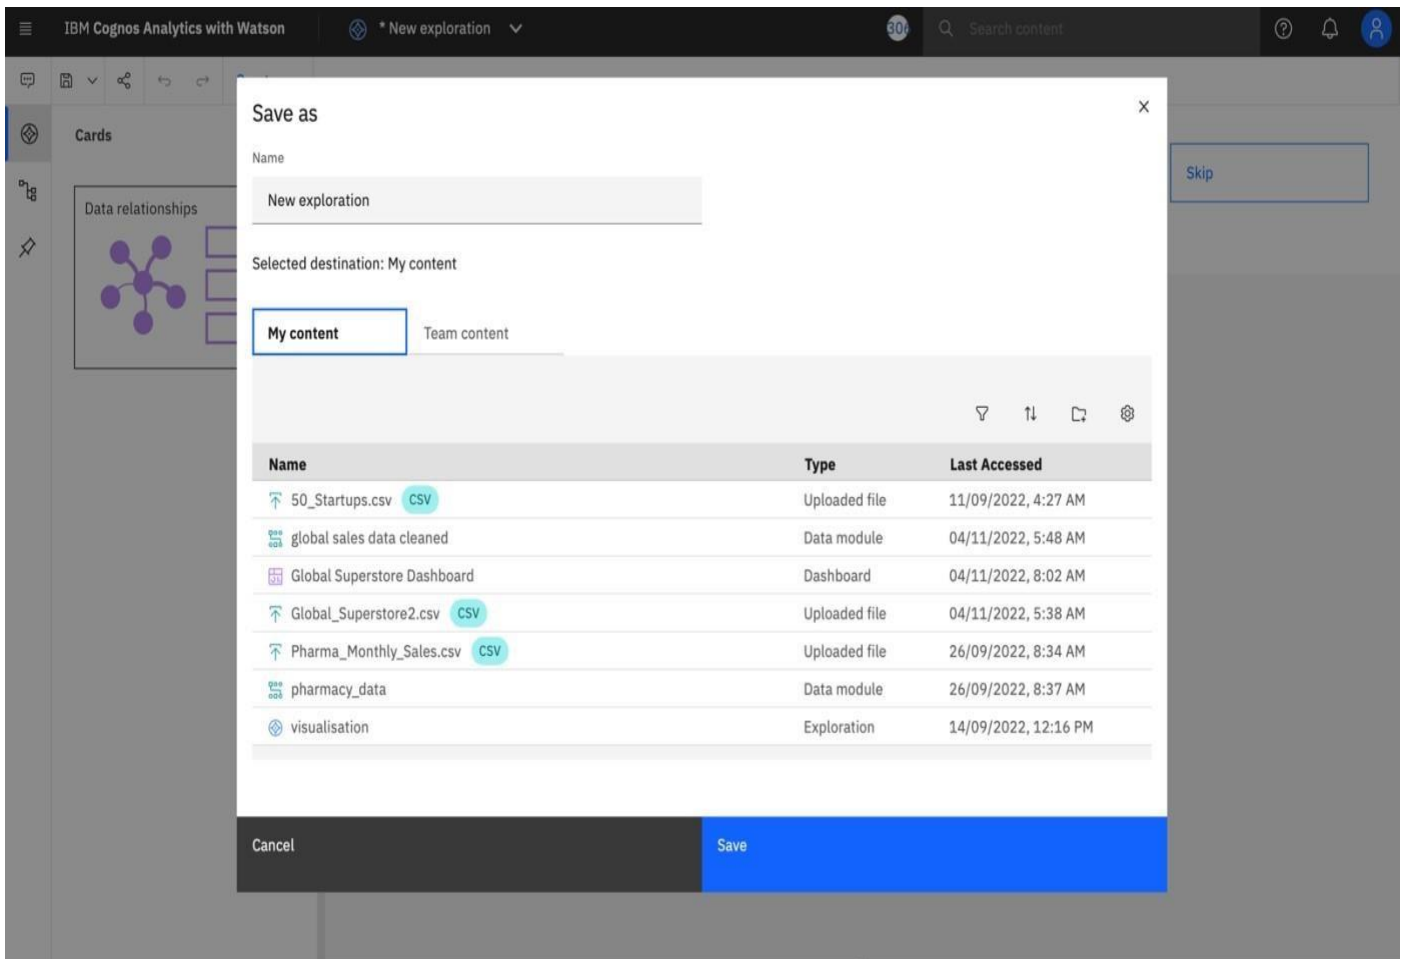 IBM Cognos Analytics with Watson
* New exploration
306
Search content
Cards
Data relationships
Skip
Save as
Name
New exploration
Selected destination: My content
My content
Team content
Name Type Last Accessed
50_Startups.csv CSV Uploaded file 11/09/2022, 4:27 AM
global sales data cleaned Data module 04/11/2022, 5:48 AM
Global Superstore Dashboard Dashboard 04/11/2022, 8:02 AM
Global_Superstore2.csv CSV Uploaded file 04/11/2022, 5:38 AM
Pharma_Monthly_Sales.csv CSV Uploaded file 26/09/2022, 8:34 AM
pharmacy_data Data module 26/09/2022, 8:37 AM
visualisation Exploration 14/09/2022, 12:16 PM
Cancel
Save